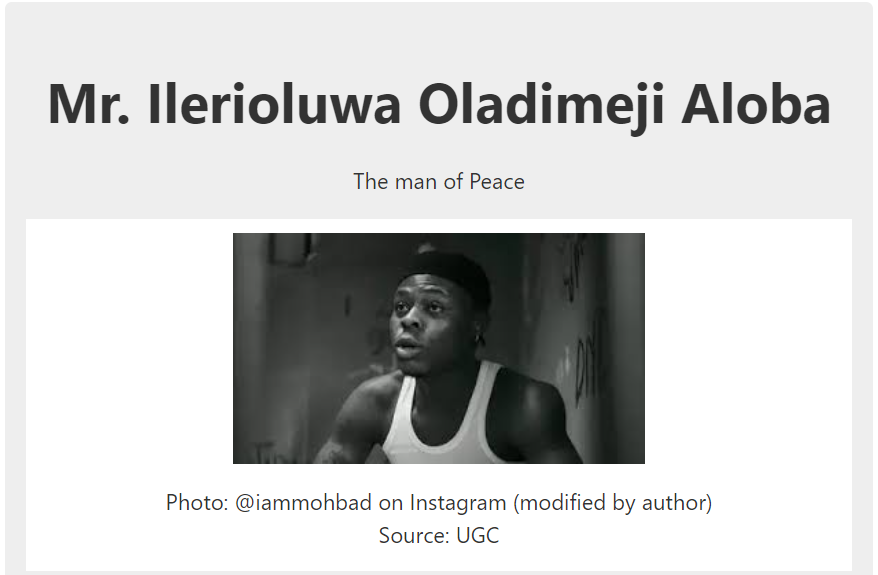 Mr. Ilerioluwa Oladimeji Aloba
The man of Peace
Photo: @iammohbad on Instagram (modified by author)
Source: UGC